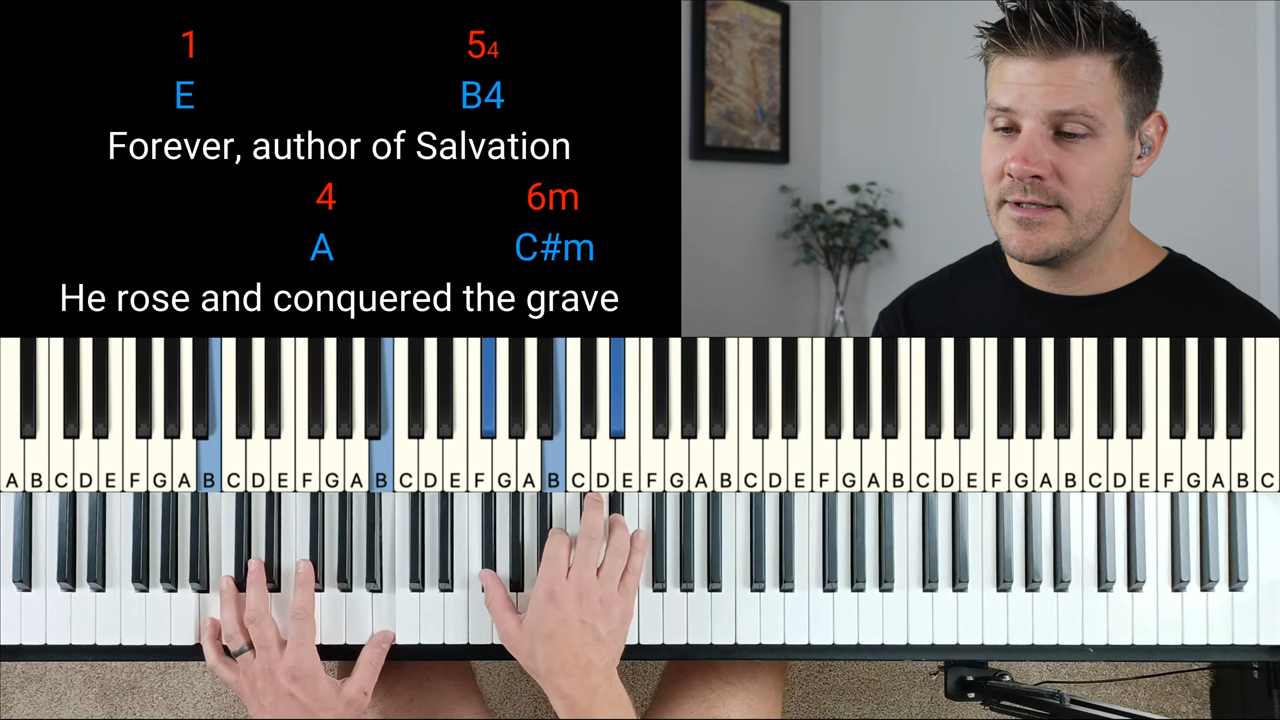 1 5₄
E B4
Forever, author of Salvation
4 6m
A C#m
He rose and conquered the grave
A B C D E F G A B C D E F G A B C D E F G A B C D E F G A B C D E F G A B C D E F G A B C D E F G A B C